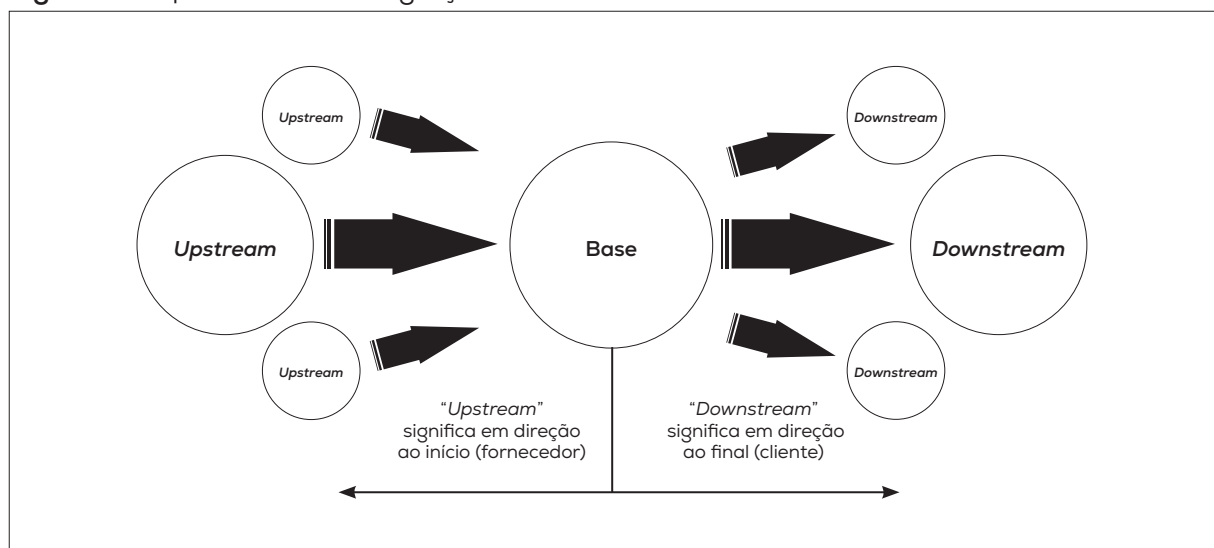 Upstream
Downstream
Upstream
Base
Downstream
Upstream
Downstream
“Upstream”
significa em direção
ao início (fornecedor)
“Downstream”
significa em direção
ao final (cliente)